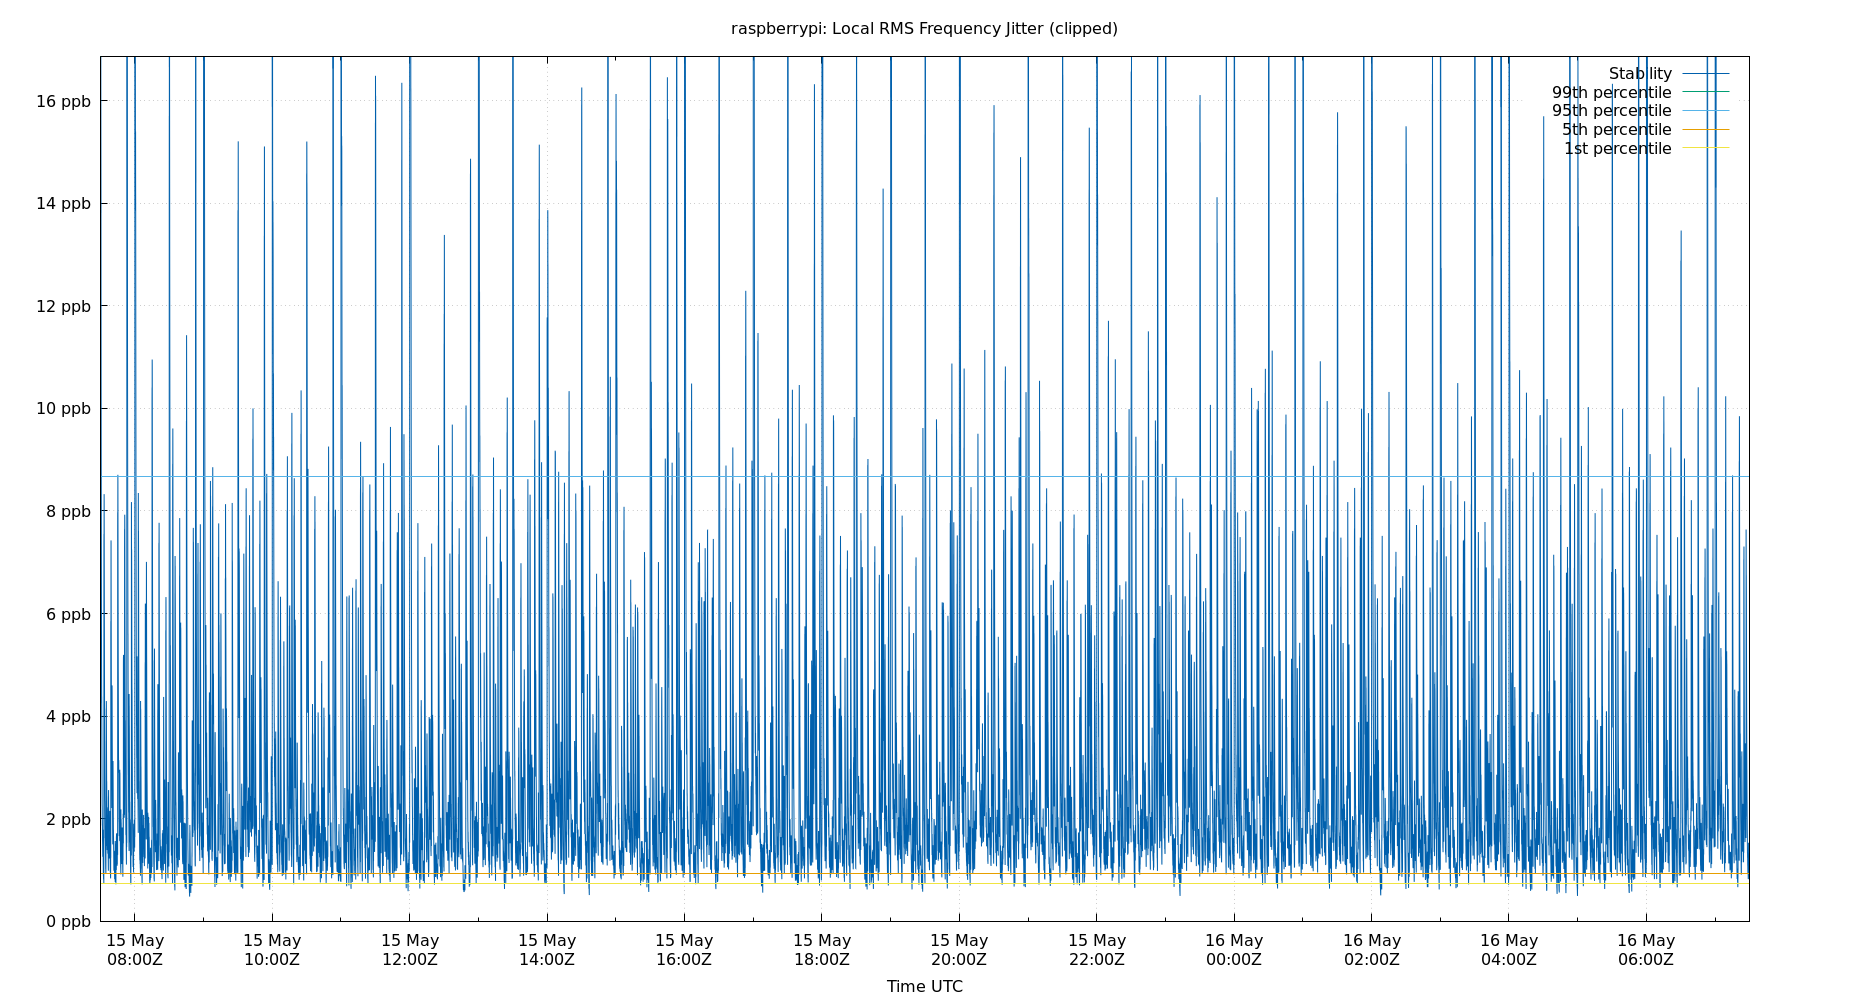 raspberrypi: Local RMS Frequency Jitter (clipped)
Stability
99th percentile
95th percentile
5th percentile
1st percentile
16 ppb
14 ppb
12 ppb
10 ppb
8 ppb
6 ppb
4 ppb
2 ppb
0 ppb
15 May 15 May 15 May 15 May 15 May 15 May 15 May 15 May 16 May 16 May 16 May 16 May
08:00Z 10:00Z 12:00Z 14:00Z 16:00Z 18:00Z 20:00Z 22:00Z 00:00Z 02:00Z 04:00Z 06:00Z
Time UTC